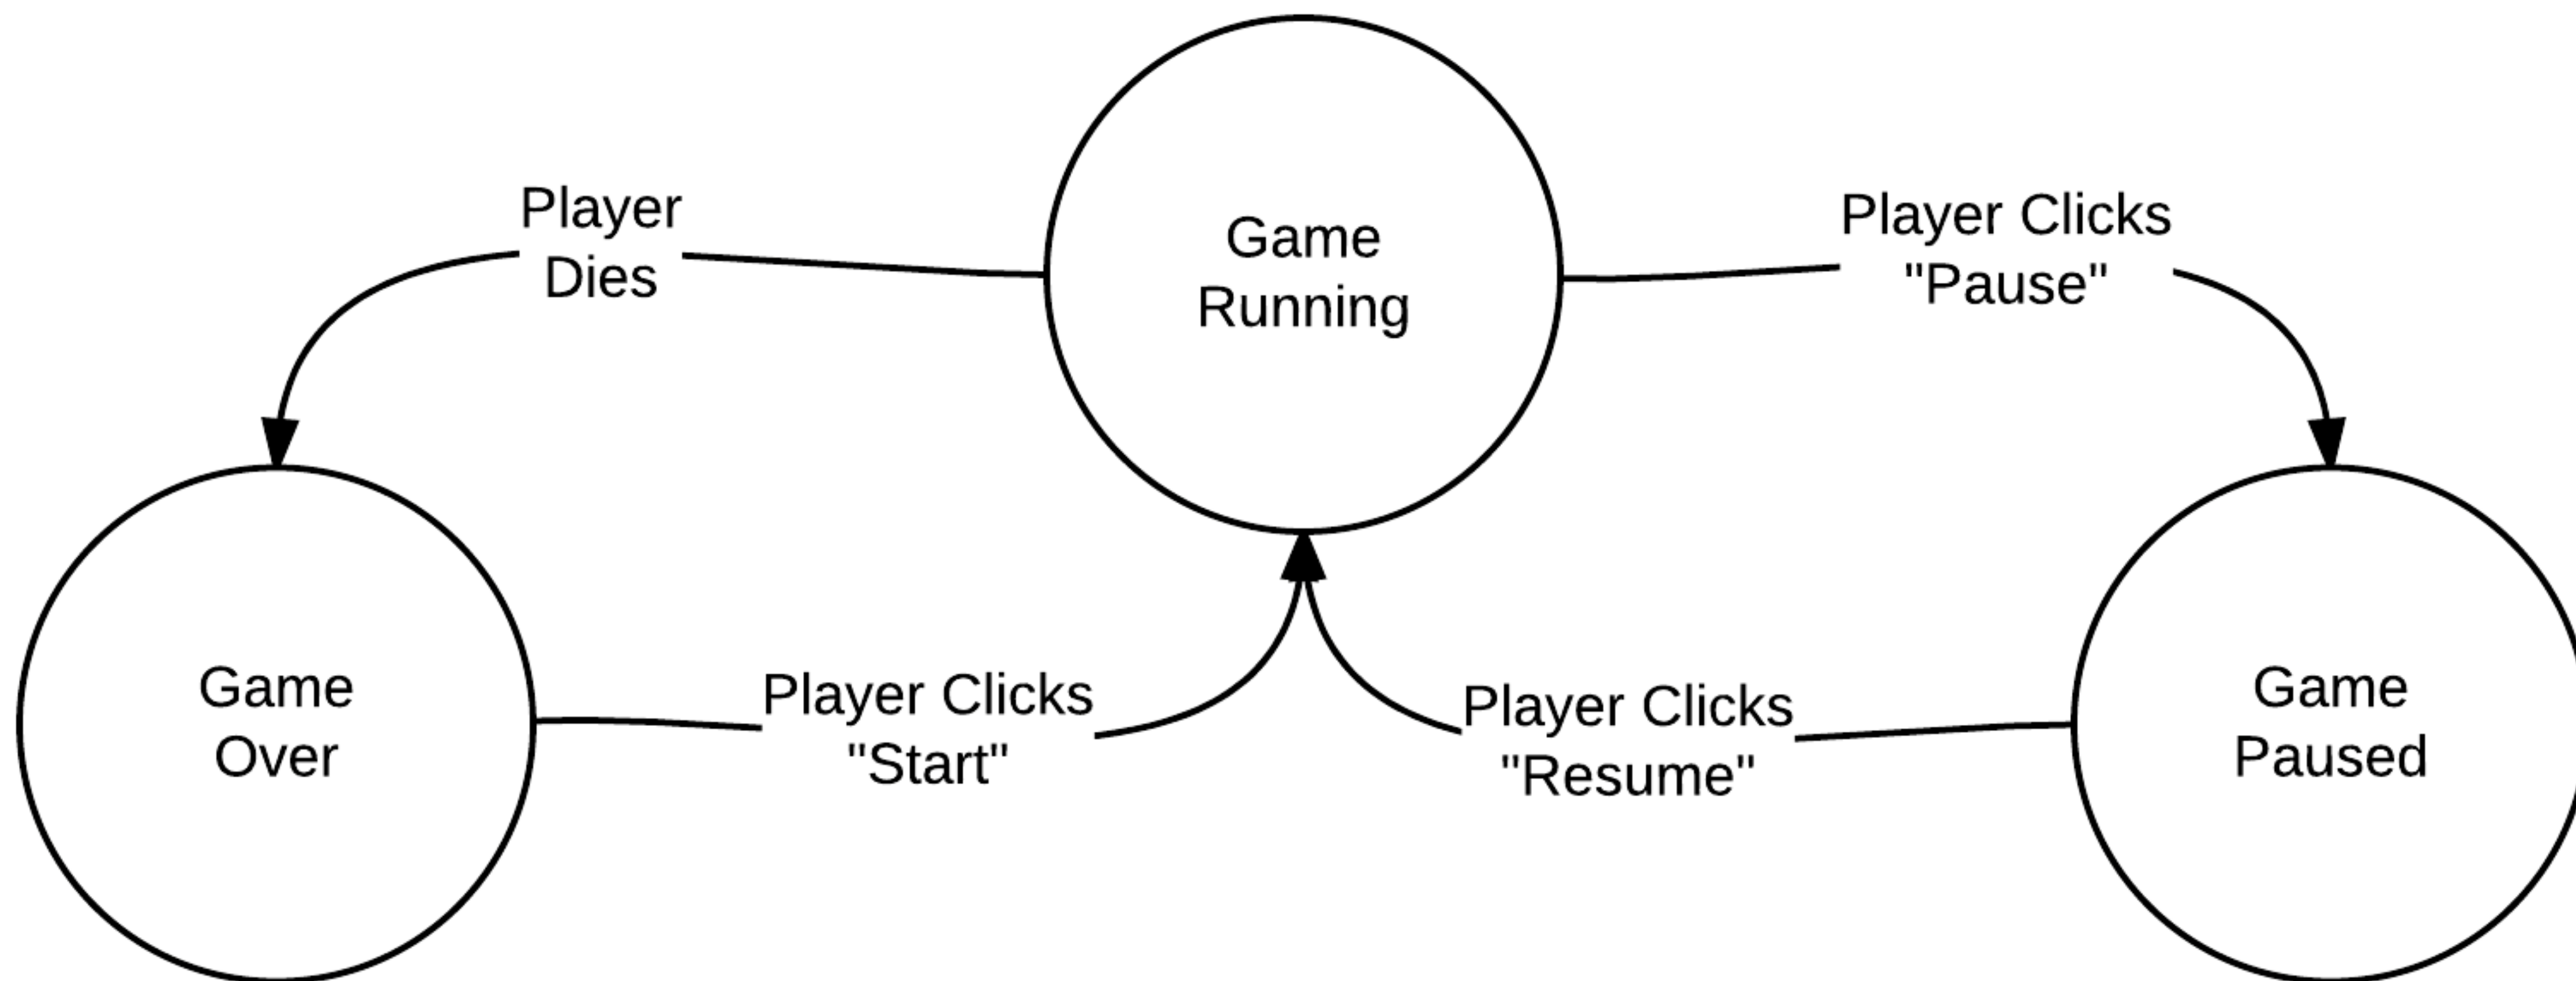 Player
Dies
Game
Running
Player Clicks
"Pause"
Game
Over
Player Clicks
"Start"
Player Clicks
"Resume"
Game
Paused